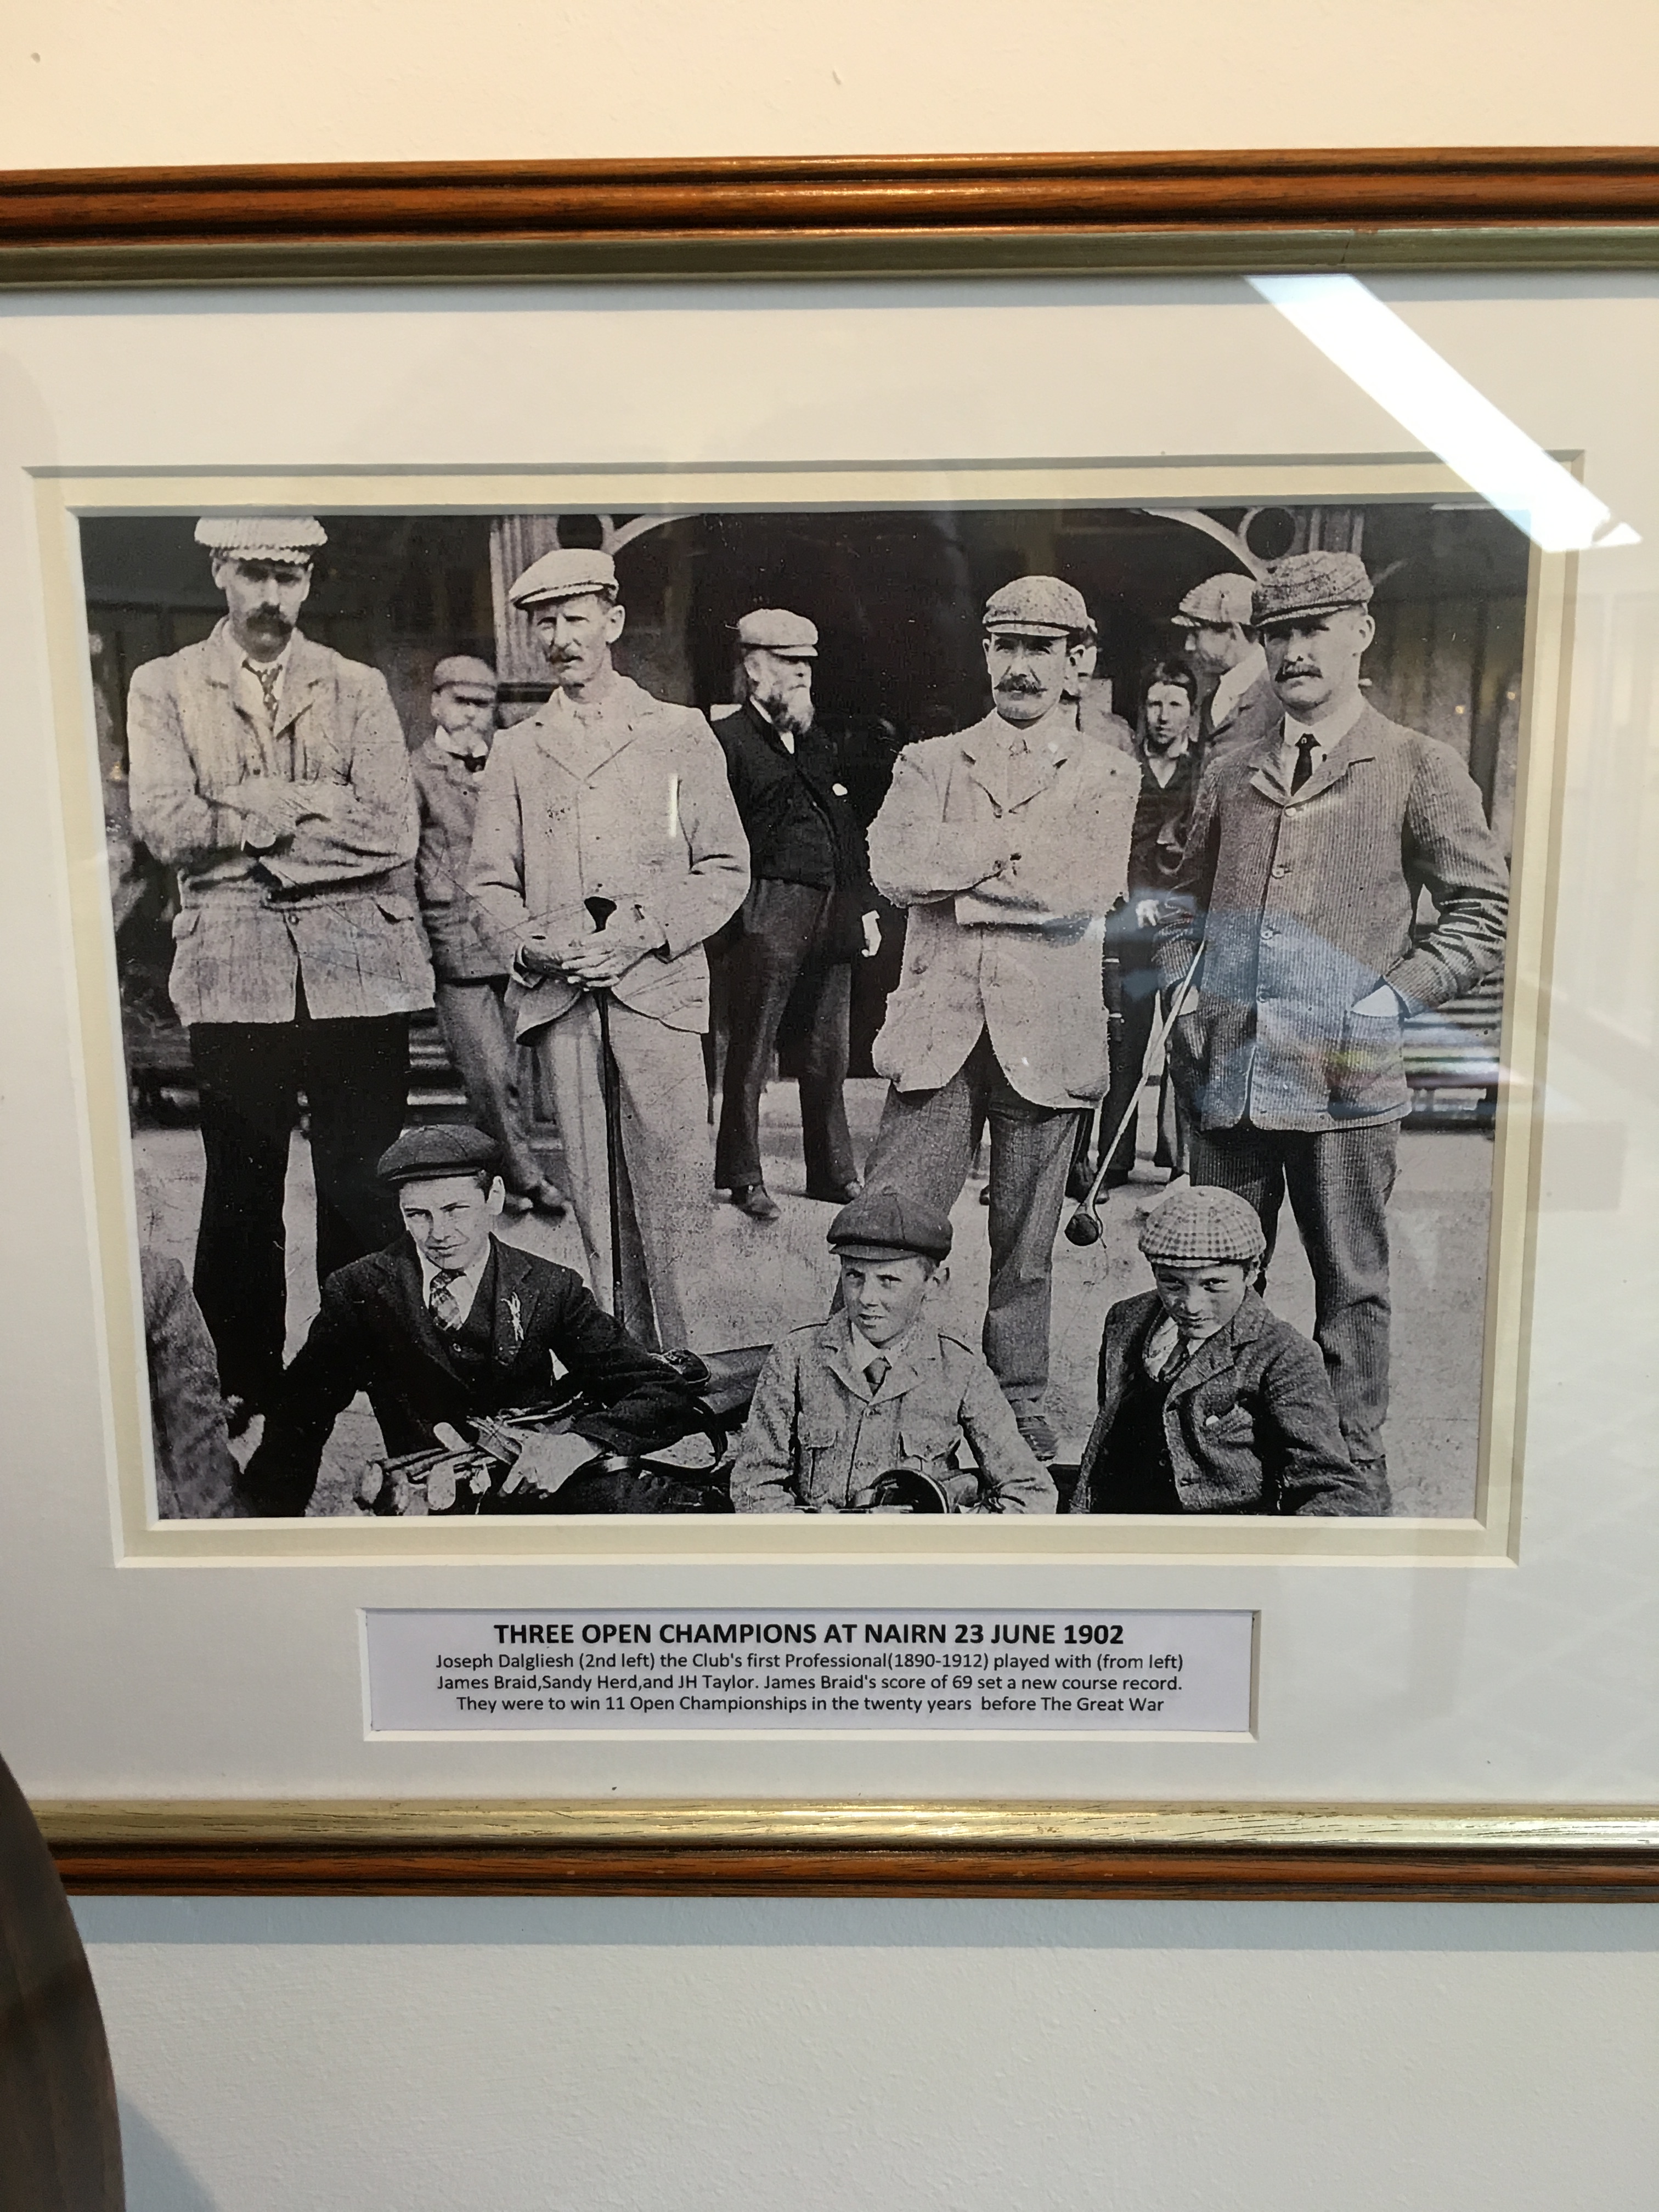 THREE OPEN CHAMPIONS AT NAIRN 23 JUNE 1902
Joseph Dalgliesh (2nd left) the Club's first Professional(1890-1912) played with (from left)
James Braid,Sandy Herd,and JH Taylor. James Braid's score of 69 set a new course record.
They were to win 11 Open Championships in the twenty years  before The Great War